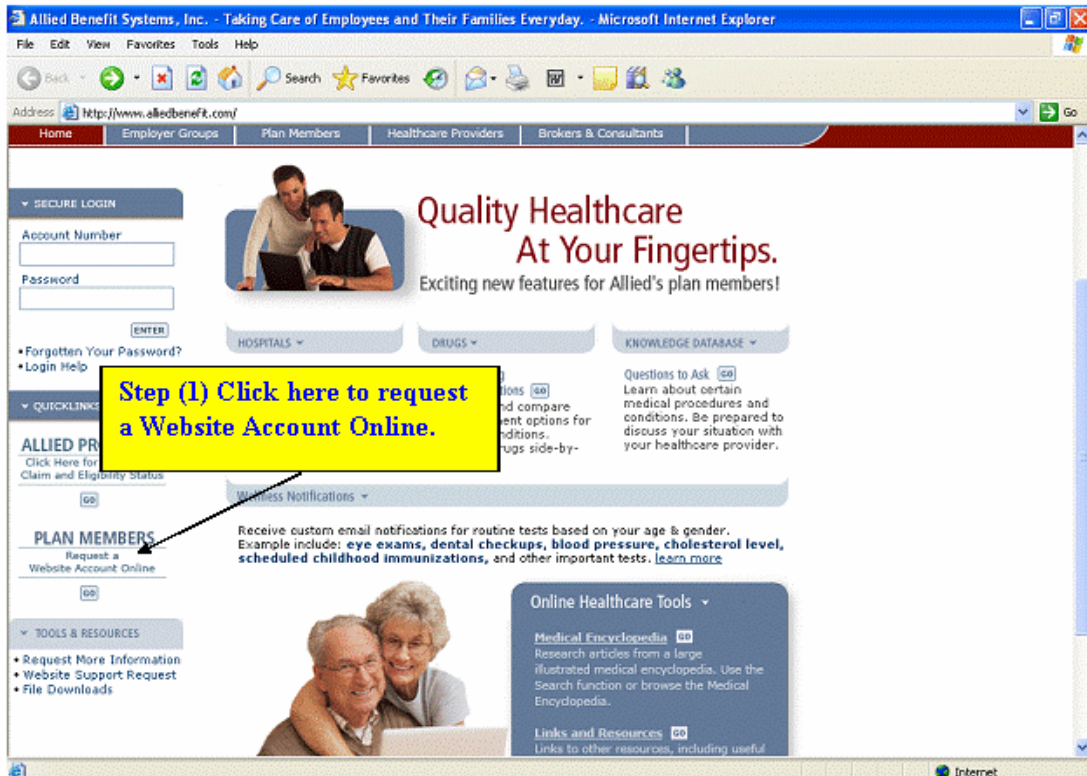 Allied Benefit Systems, Inc. - Taking Care of Employees and Their Families Everyday. - Microsoft Internet Explorer
File Edit View Favorites Tools Help
Back Search Favorites
Address http://www.alliedbenefit.com/ Go
Home Employer Groups Plan Members Healthcare Providers Brokers & Consultants
SECURE LOGIN
Account Number
Password
ENTER
•Forgotten Your Password?
•Login Help
QUICKLINKS
ALLIED PR
Click Here for
Claim and Eligibility Status
GO
PLAN MEMBERS
Request a
Website Account Online
GO
TOOLS & RESOURCES
• Request More Information
• Website Support Request
• File Downloads
Quality Healthcare
At Your Fingertips.
Exciting new features for Allied's plan members!
HOSPITALS
DRUGS
KNOWLEDGE DATABASE
Step (1) Click here to request
a Website Account Online.
GO
compare
options for
side-by-
Questions to Ask GO
Learn about certain
medical procedures and
conditions. Be prepared to
discuss your situation with
your healthcare provider.
Wellness Notifications
Receive custom email notifications for routine tests based on your age & gender.
Example include: eye exams, dental checkups, blood pressure, cholesterol level,
scheduled childhood immunizations, and other important tests. learn more
Online Healthcare Tools
Medical Encyclopedia GO
Research articles from a large
illustrated medical encyclopedia. Use the
Search function or browse the Medical
Encyclopedia.
Links and Resources GO
Links to other resources, including useful
Internet